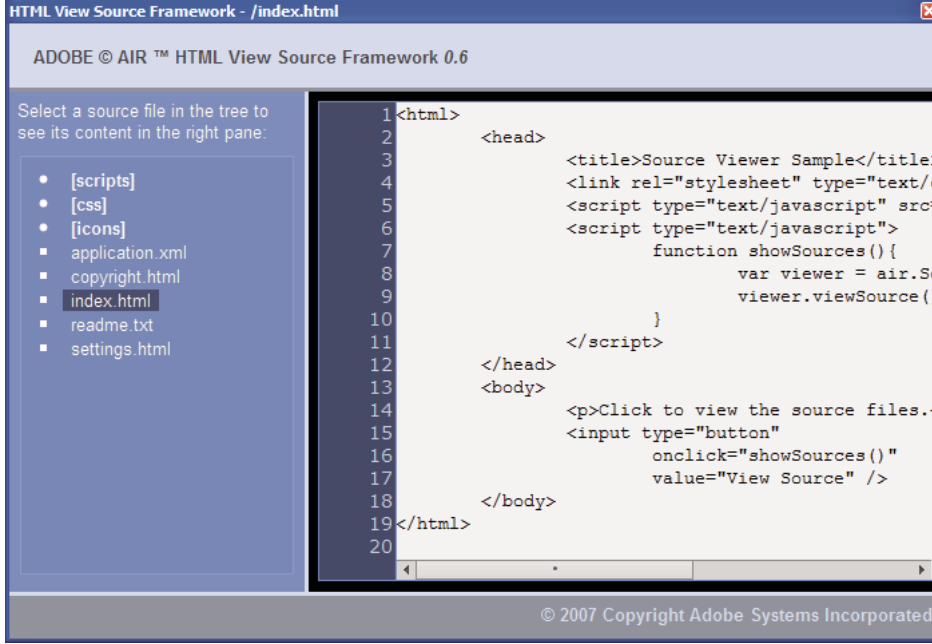 HTML View Source Framework - /index.html
ADOBE © AIR ™ HTML View Source Framework 0.6
Select a source file in the tree to
see its content in the right pane:
[scripts]
[css]
[icons]
application.xml
copyright.html
index.html
readme.txt
settings.html
1 <html>
2 <head>
3 <title>Source Viewer Sample</title
4 <link rel="stylesheet" type="text/
5 <script type="text/javascript" src=
6 <script type="text/javascript">
7 function showSources(){
8 var viewer = air.S
9 viewer.viewSource(
10 }
11 </script>
12 </head>
13 <body>
14 <p>Click to view the source files.
15 <input type="button"
16 onclick="showSources()"
17 value="View Source" />
18 </body>
19 </html>
20
© 2007 Copyright Adobe Systems Incorporated